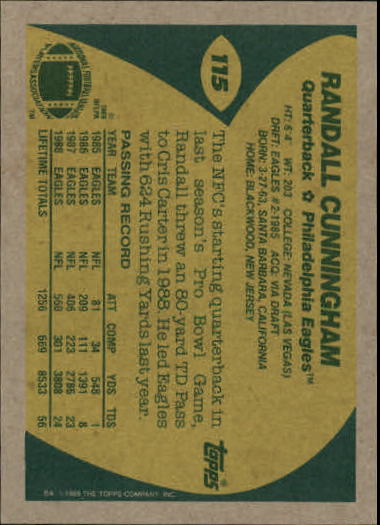 115
RANDALL CUNNINGHAM
Quarterback ✩ Philadelphia Eagles™
HT: 6'4" WT: 203 COLLEGE: NEVADA (LAS VEGAS)
DRFT: EAGLES #2-1985 ACQ: VIA DRAFT
BORN: 3-27-63, SANTA BARBARA, CALIFORNIA
HOME: BLACKWOOD, NEW JERSEY
TOPPS
The NFC's starting quarterback in
last season's Pro Bowl Game,
Randall threw an 80-yard TD Pass
to Cris Carter in 1988. He led Eagles
with 624 Rushing Yards last year.
PASSING RECORD
YEAR TEAM ATT COMP YDS TDS
1985 EAGLES NFL 81 34 548 1
1986 EAGLES NFL 209 111 1391 8
1987 EAGLES NFL 406 223 2786 23
1988 EAGLES NFL 560 301 3808 24
LIFETIME TOTALS 1256 669 8533 56
© 1989 THE TOPPS COMPANY, INC.